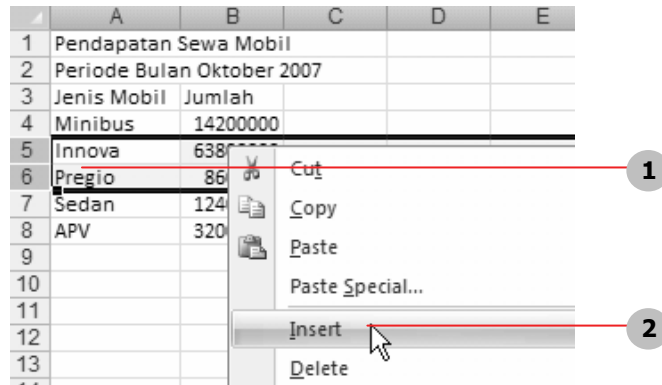 A B C D E
1 Pendapatan Sewa Mobil
2 Periode Bulan Oktober 2007
3 Jenis Mobil Jumlah
4 Minibus 14200000
5 Innova
6 Pregio
7 Sedan
8 APV
9
10
11
12
13
Cut
Copy
Paste
Paste Special...
Insert
Delete
1
2